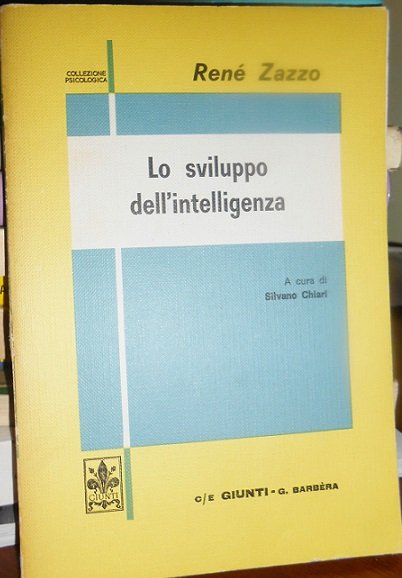 COLLEZIONE
PSICOLOGICA
René Zazzo
Lo sviluppo
dell'intelligenza
A cura di
Silvano Chiari
GIUNTI
C/E GIUNTI - G. BARBÈRA